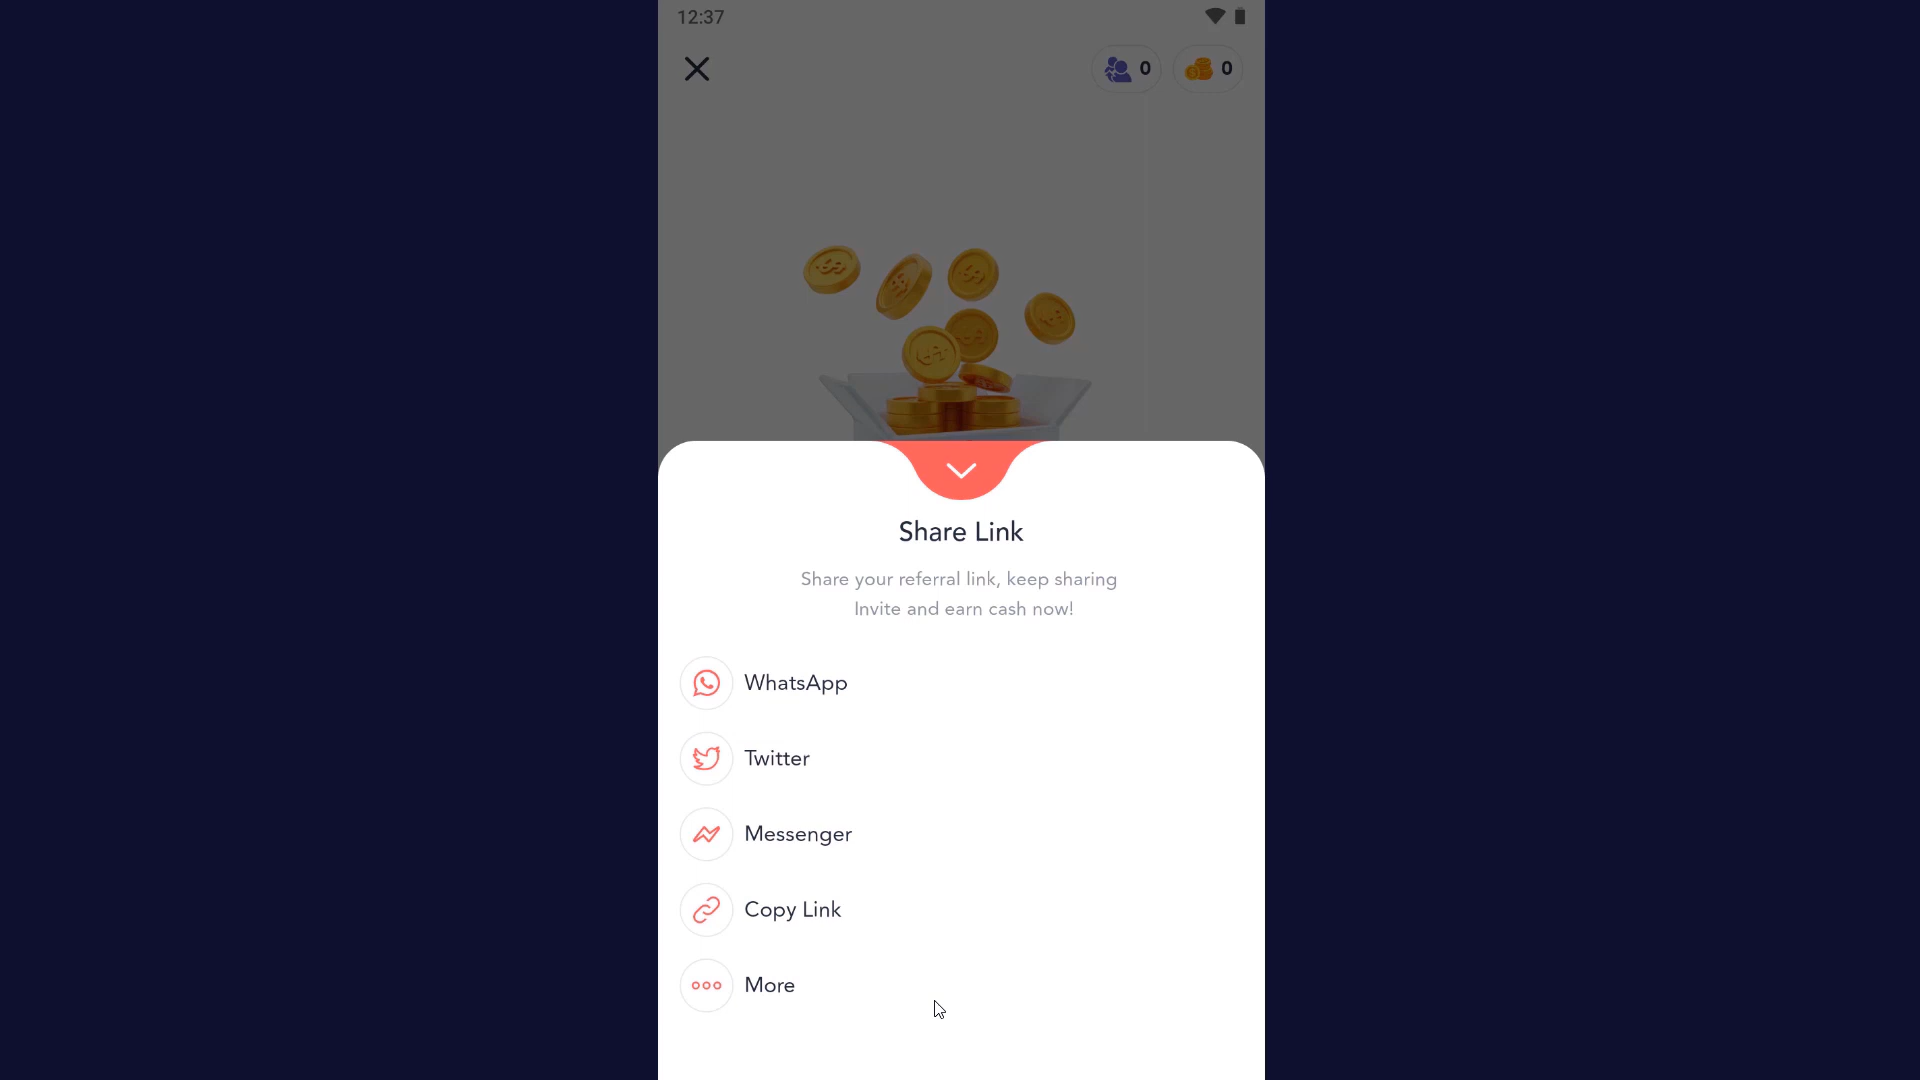 12:37
0
0
Share Link
Share your referral link, keep sharing
Invite and earn cash now!
WhatsApp
Twitter
Messenger
Copy Link
More